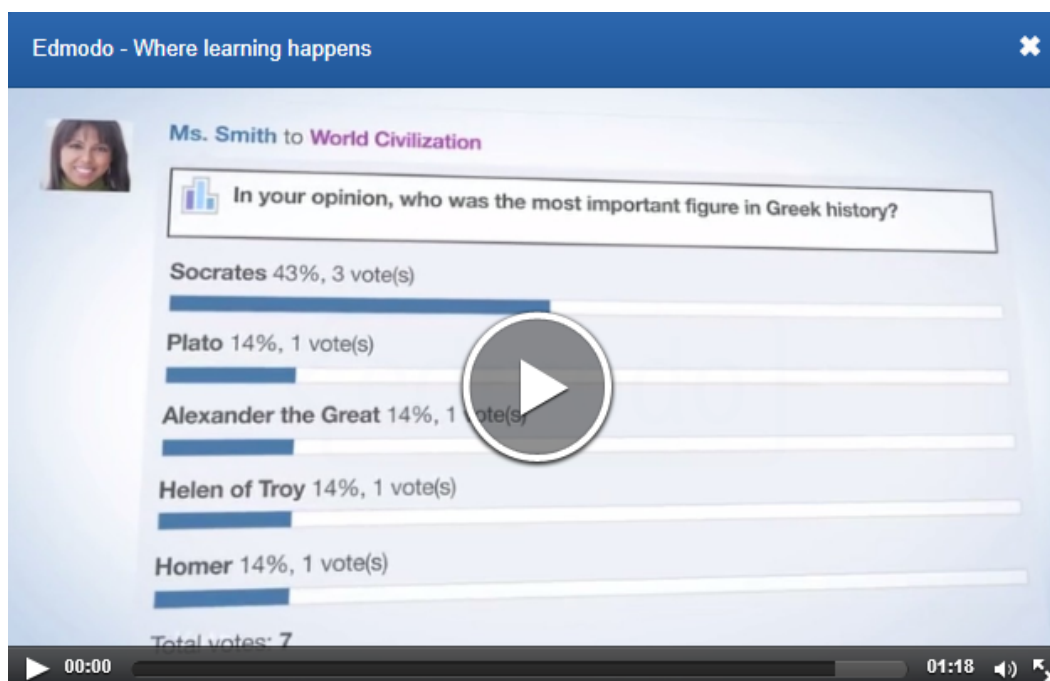 Edmodo - Where learning happens
Ms. Smith to World Civilization
In your opinion, who was the most important figure in Greek history?
Socrates 43%, 3 vote(s)
Plato 14%, 1 vote(s)
Alexander the Great 14%, 1 vote(s)
Helen of Troy 14%, 1 vote(s)
Homer 14%, 1 vote(s)
Total votes: 7
00:00 01:18